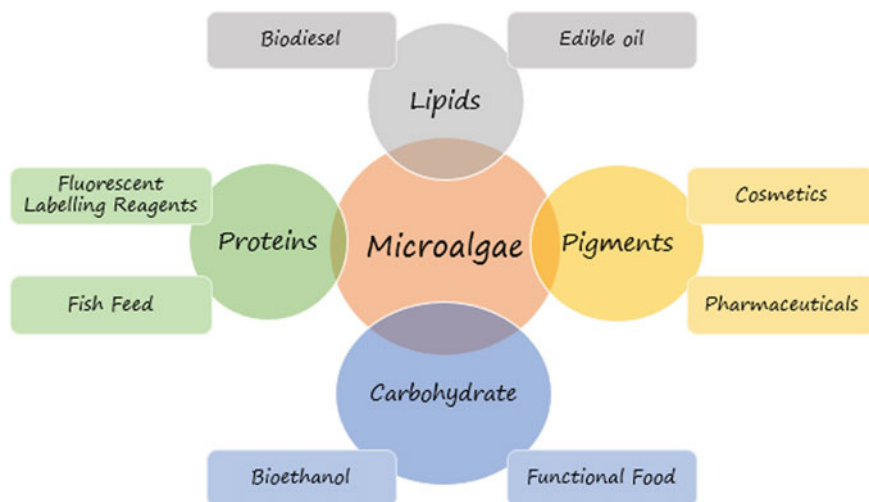 Biodiesel
Edible oil
Lipids
Fluorescent
Labelling Reagents
Cosmetics
Proteins
Microalgae
Pigments
Fish Feed
Pharmaceuticals
Carbohydrate
Bioethanol
Functional Food